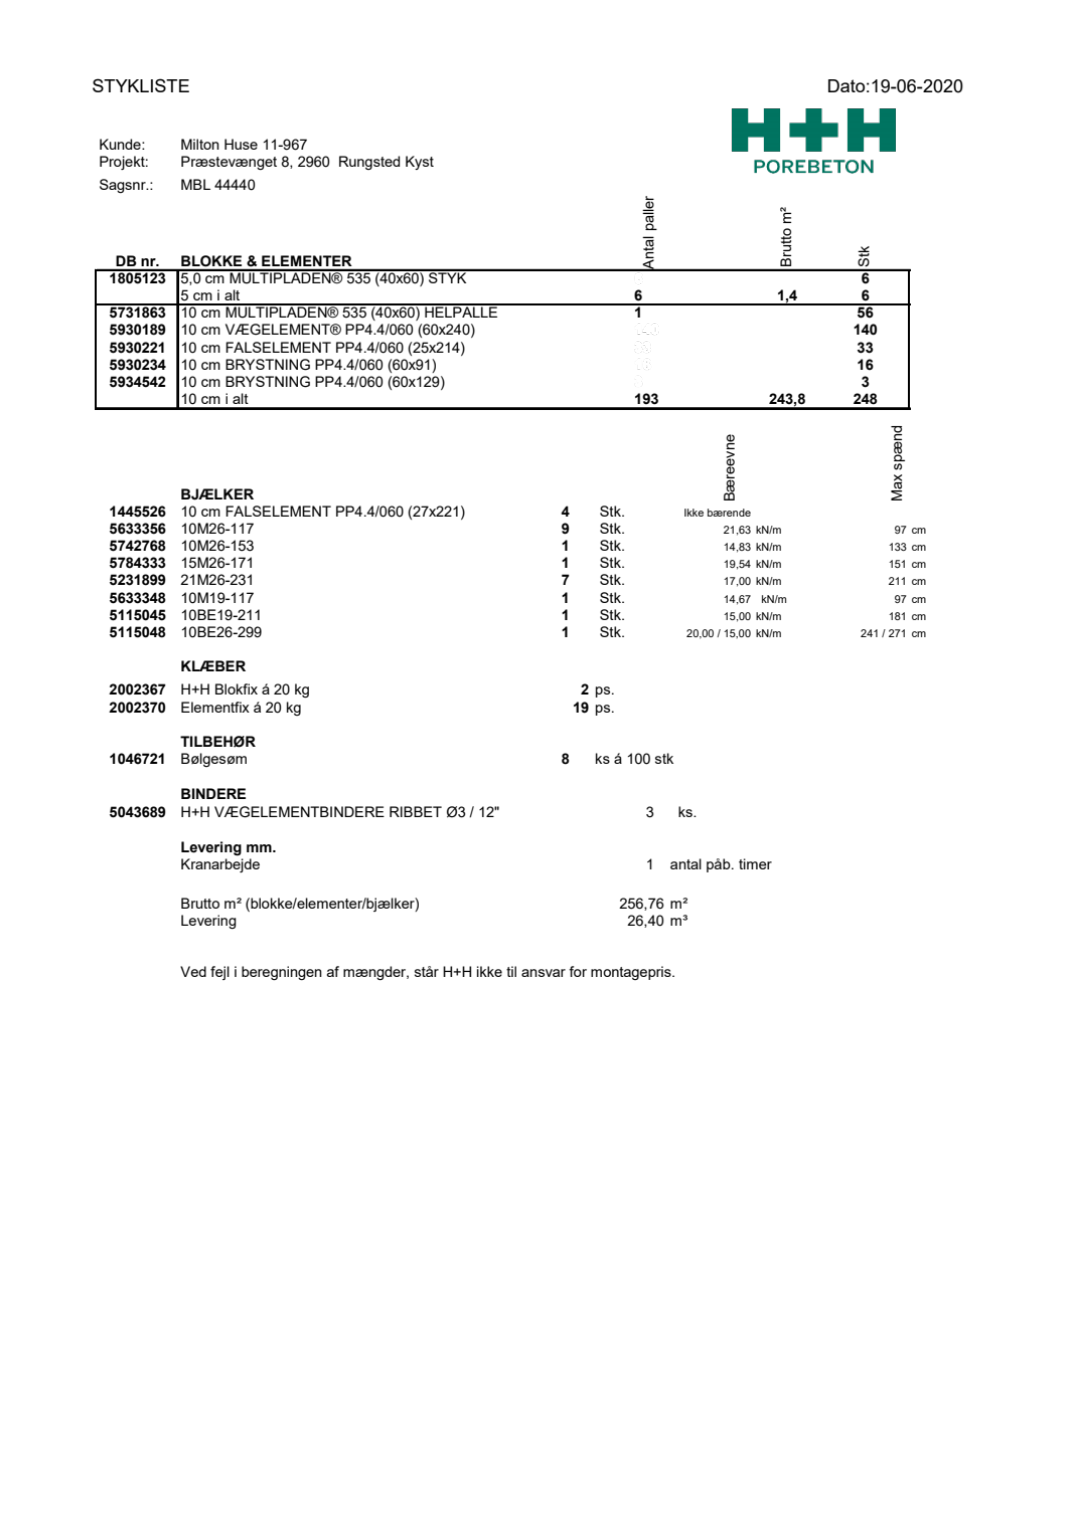 STYKLISTE Dato:19-06-2020
H+H
POREBETON
Kunde: Milton Huse 11-967
Projekt: Præstevænget 8, 2960 Rungsted Kyst
Sagsnr.: MBL 44440
DB nr. BLOKKE & ELEMENTER Antal paller Brutto m² Stk
1805123 5,0 cm MULTIPLADEN® 535 (40x60) STYK 6
5 cm i alt 6 1,4 6
5731863 10 cm MULTIPLADEN® 535 (40x60) HELPALLE 1 56
5930189 10 cm VÆGELEMENT® PP4.4/060 (60x240) 140
5930221 10 cm FALSELEMENT PP4.4/060 (25x214) 33
5930234 10 cm BRYSTNING PP4.4/060 (60x91) 16
5934542 10 cm BRYSTNING PP4.4/060 (60x129) 3
10 cm i alt 193 243,8 248
BJÆLKER Bæreevne Max spænd
1445526 10 cm FALSELEMENT PP4.4/060 (27x221) 4 Stk. Ikke bærende
5633356 10M26-117 9 Stk. 21,63 kN/m 97 cm
5742768 10M26-153 1 Stk. 14,83 kN/m 133 cm
5784333 15M26-171 1 Stk. 19,54 kN/m 151 cm
5231899 21M26-231 7 Stk. 17,00 kN/m 211 cm
5633348 10M19-117 1 Stk. 14,67 kN/m 97 cm
5115045 10BE19-211 1 Stk. 15,00 kN/m 181 cm
5115048 10BE26-299 1 Stk. 20,00 / 15,00 kN/m 241 / 271 cm
KLÆBER
2002367 H+H Blokfix á 20 kg 2 ps.
2002370 Elementfix á 20 kg 19 ps.
TILBEHØR
1046721 Bølgesøm 8 ks á 100 stk
BINDERE
5043689 H+H VÆGELEMENTBINDERE RIBBET Ø3 / 12" 3 ks.
Levering mm.
Kranarbejde 1 antal påb. timer
Brutto m² (blokke/elementer/bjælker) 256,76 m²
Levering 26,40 m³
Ved fejl i beregningen af mængder, står H+H ikke til ansvar for montagepris.